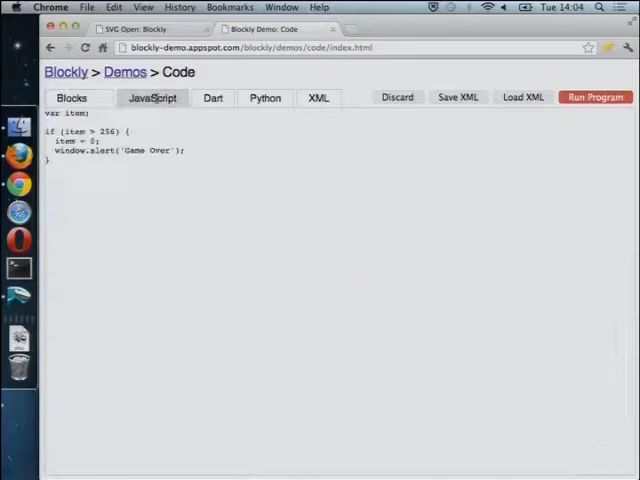 Chrome File Edit View History Bookmarks Window Help Tue 14:04
SVG Open: Blockly Blockly Demo: Code
blockly-demo.appspot.com/blockly/demos/code/index.html
Blockly > Demos > Code
Blocks JavaScript Dart Python XML Discard Save XML Load XML Run Program
var item;
if (item > 256) {
item = 0;
window.alert('Game Over');
}